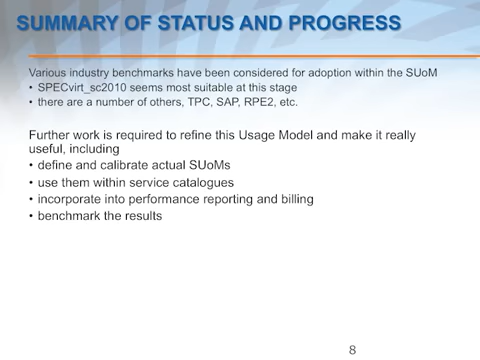 SUMMARY OF STATUS AND PROGRESS
Various industry benchmarks have been considered for adoption within the SUoM
• SPECvirt_sc2010 seems most suitable at this stage
• there are a number of others, TPC, SAP, RPE2, etc.
Further work is required to refine this Usage Model and make it really
useful, including
• define and calibrate actual SUoMs
• use them within service catalogues
• incorporate into performance reporting and billing
• benchmark the results
8